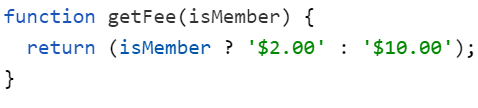 function getFee(isMember) {
  return (isMember ? '$2.00' : '$10.00');
}